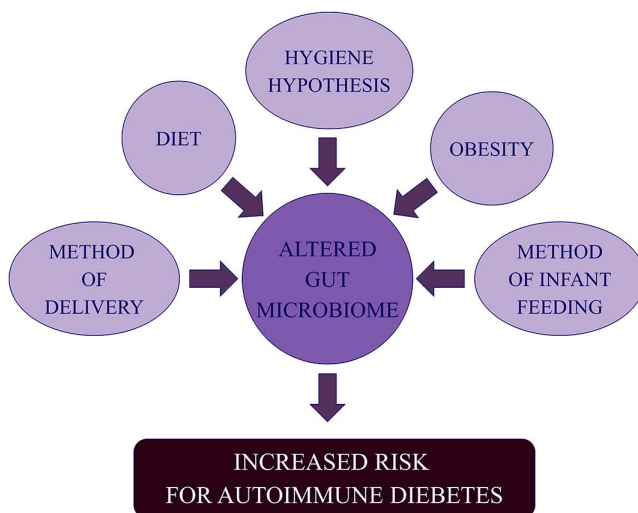 HYGIENE
HYPOTHESIS
DIET
OBESITY
METHOD
OF
DELIVERY
ALTERED
GUT
MICROBIOME
METHOD
OF INFANT
FEEDING
INCREASED RISK
FOR AUTOIMMUNE DIEBETES